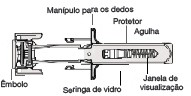 Manípulo para os dedos
Protetor
Agulha
Êmbolo
Seringa de vidro
Janela de
visualização